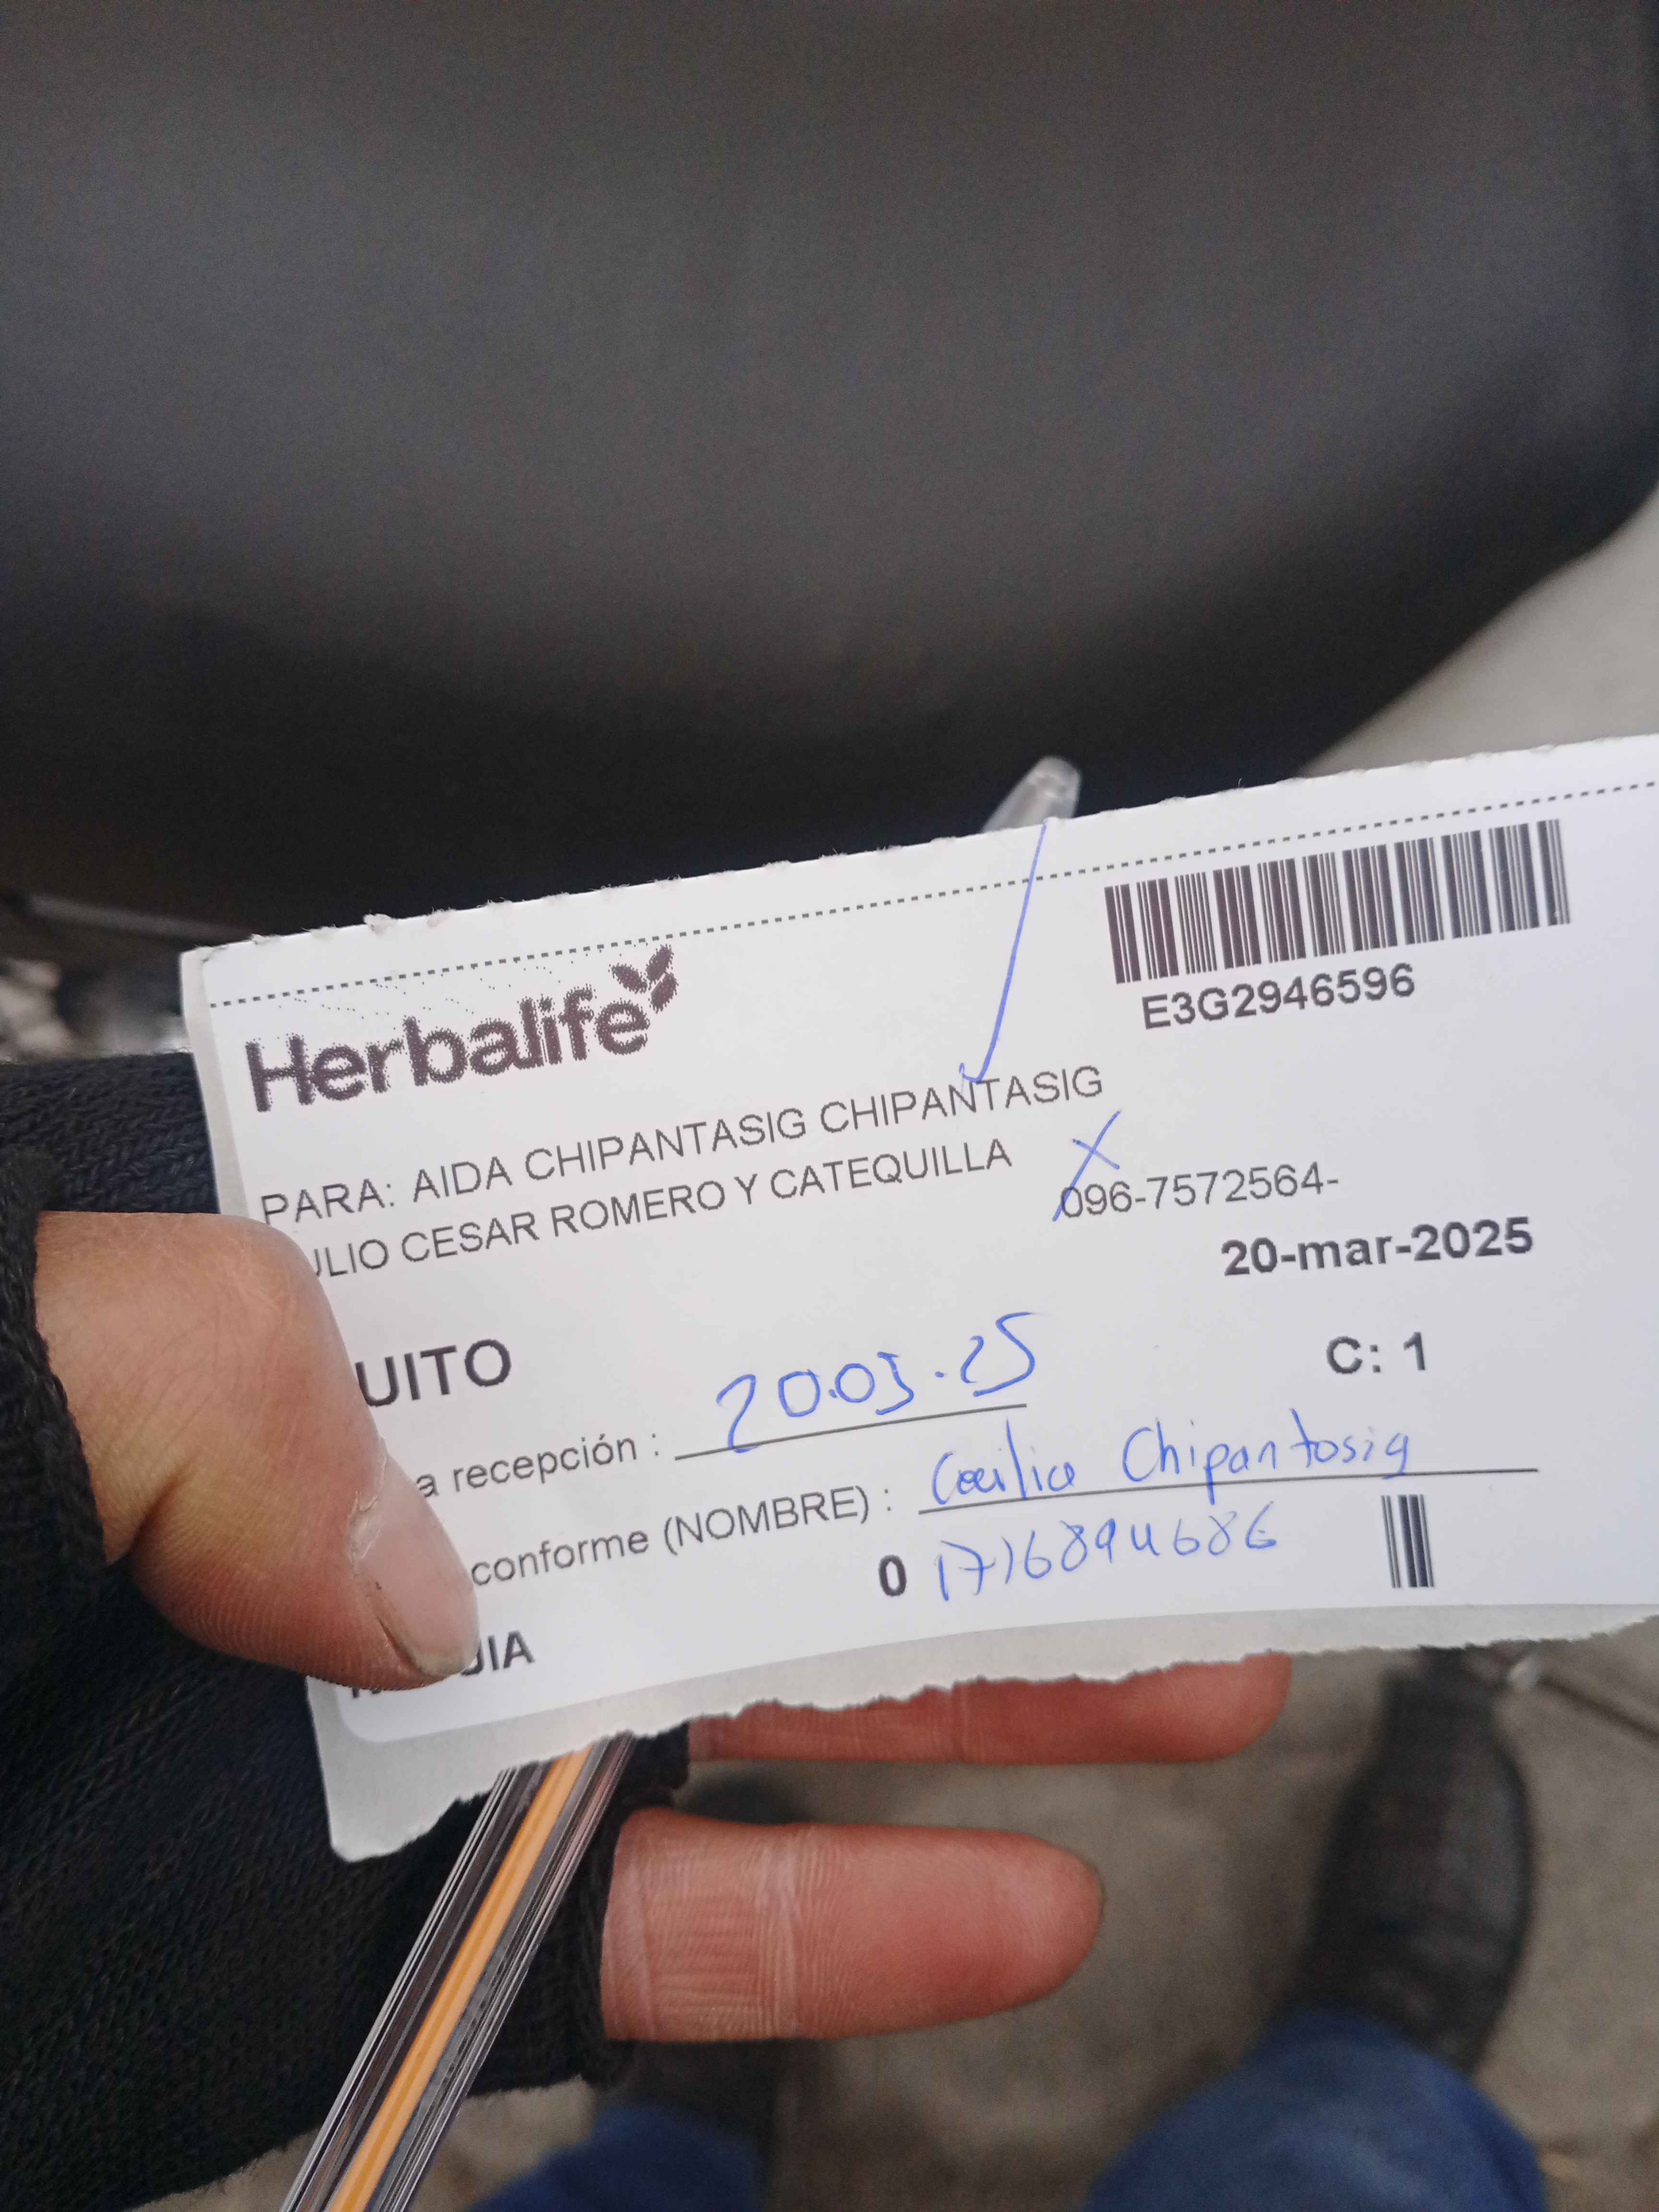 Herbalife
E3G2946596
PARA: AIDA CHIPANTASIG CHIPANTASIG
ULIO CESAR ROMERO Y CATEQUILLA
096-7572564-
20-mar-2025
UITO
C: 1
a recepción : 20.03.25
conforme (NOMBRE) : Cecilia Chipantasig
0 1716894686
UIA